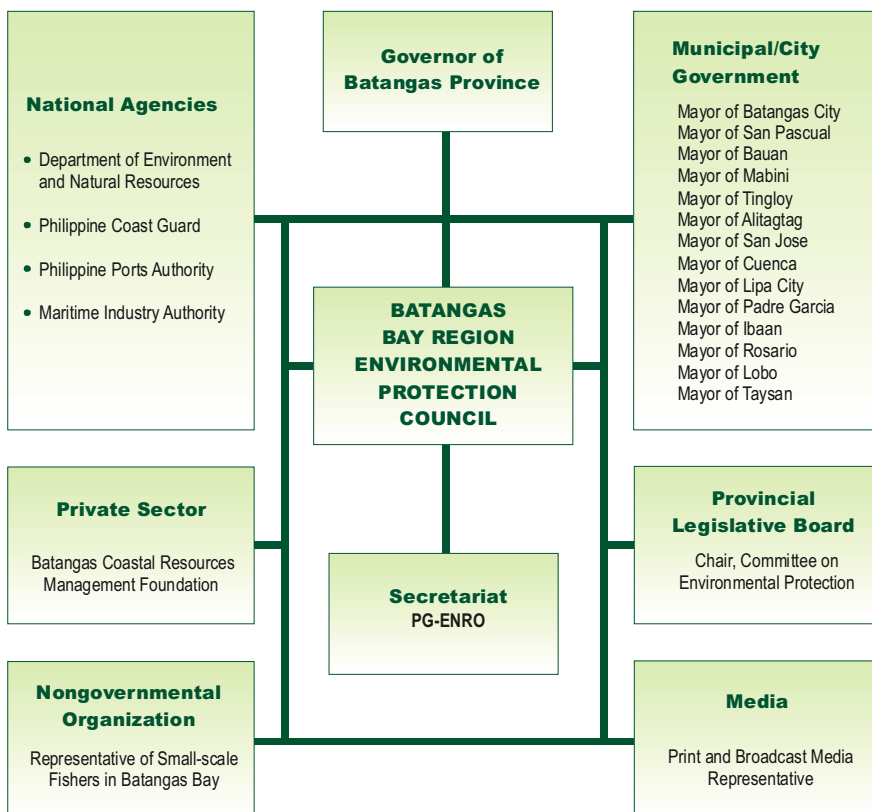 National Agencies
• Department of Environment
and Natural Resources
• Philippine Coast Guard
• Philippine Ports Authority
• Maritime Industry Authority
Governor of
Batangas Province
Municipal/City
Government
Mayor of Batangas City
Mayor of San Pascual
Mayor of Bauan
Mayor of Mabini
Mayor of Tingloy
Mayor of Alitagtag
Mayor of San Jose
Mayor of Cuenca
Mayor of Lipa City
Mayor of Padre Garcia
Mayor of Ibaan
Mayor of Rosario
Mayor of Lobo
Mayor of Taysan
BATANGAS
BAY REGION
ENVIRONMENTAL
PROTECTION
COUNCIL
Private Sector
Batangas Coastal Resources
Management Foundation
Secretariat
PG-ENRO
Provincial
Legislative Board
Chair, Committee on
Environmental Protection
Nongovernmental
Organization
Representative of Small-scale
Fishers in Batangas Bay
Media
Print and Broadcast Media
Representative